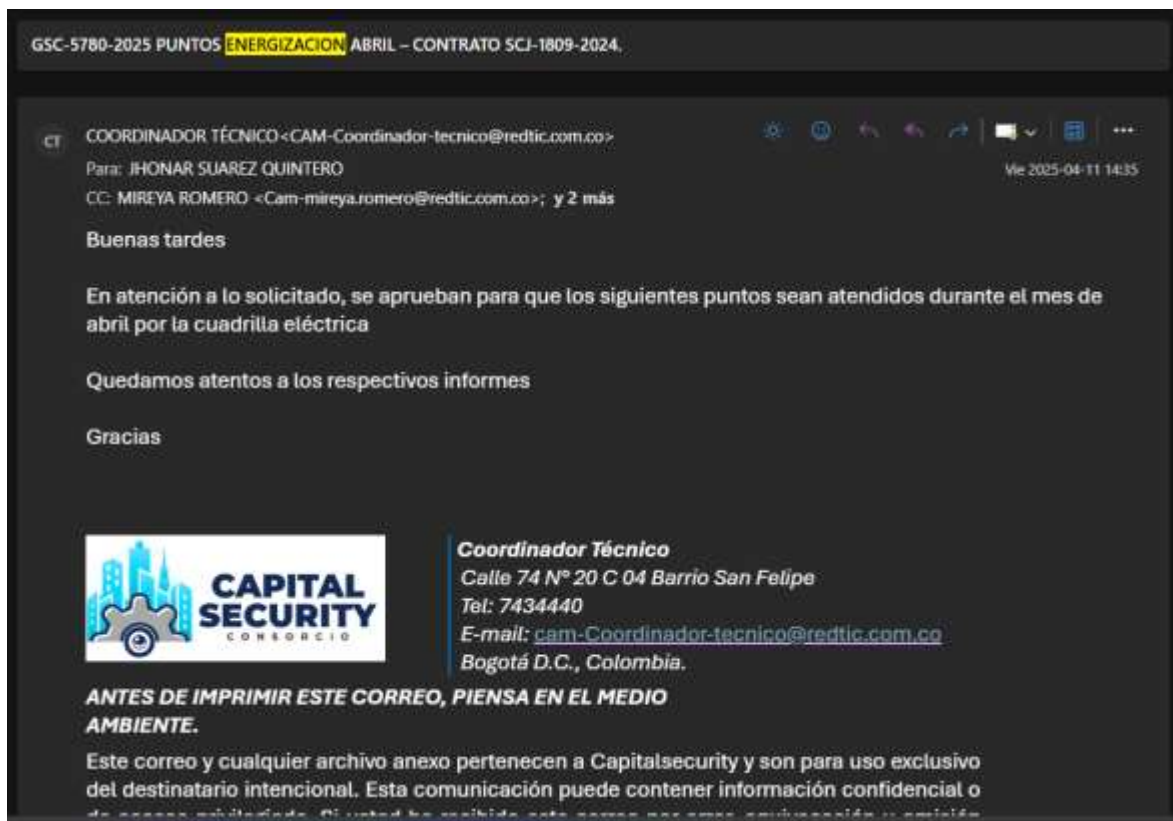 GSC-5780-2025 PUNTOS ENERGIZACION ABRIL – CONTRATO SCJ-1809-2024.
CT
COORDINADOR TÉCNICO<CAM-Coordinador-tecnico@redtic.com.co>
Para: JHONAR SUAREZ QUINTERO
Vie 2025-04-11 14:35
CC: MIREYA ROMERO <Cam-mireya.romero@redtic.com.co>; y 2 más
Buenas tardes
En atención a lo solicitado, se aprueban para que los siguientes puntos sean atendidos durante el mes de
abril por la cuadrilla eléctrica
Quedamos atentos a los respectivos informes
Gracias
CAPITAL
SECURITY
CONSORCIO
Coordinador Técnico
Calle 74 N° 20 C 04 Barrio San Felipe
Tel: 7434440
E-mail: cam-Coordinador-tecnico@redtic.com.co
Bogotá D.C., Colombia.
ANTES DE IMPRIMIR ESTE CORREO, PIENSA EN EL MEDIO
AMBIENTE.
Este correo y cualquier archivo anexo pertenecen a Capitalsecurity y son para uso exclusivo
del destinatario intencional. Esta comunicación puede contener información confidencial o